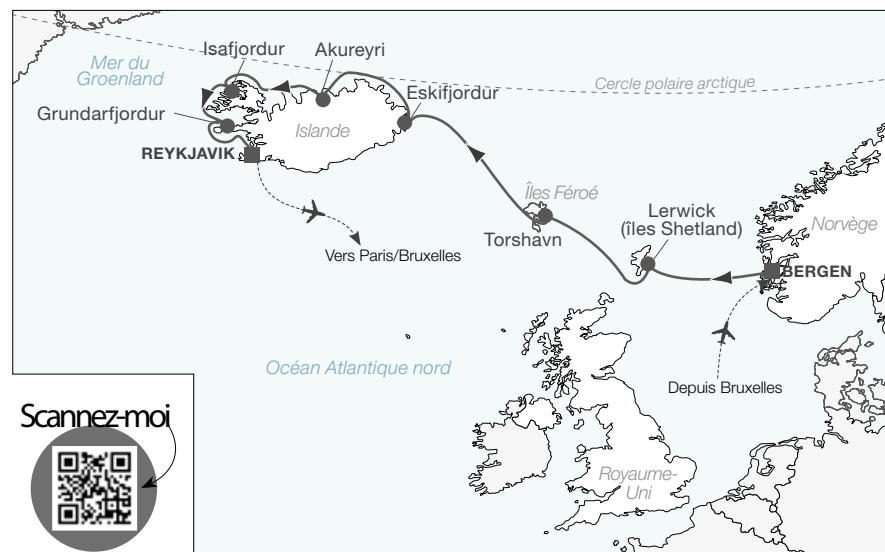 Isafjordur
Akureyri
Mer du
Groenland
Cercle polaire arctique
Eskifjordur
Grundarfjordur
Islande
REYKJAVIK
Îles Féroé
Lerwick
(îles Shetland)
Norvège
Torshavn
Vers Paris/Bruxelles
BERGEN
Océan Atlantique nord
Depuis Bruxelles
Scannez-moi
Royaume-
Uni